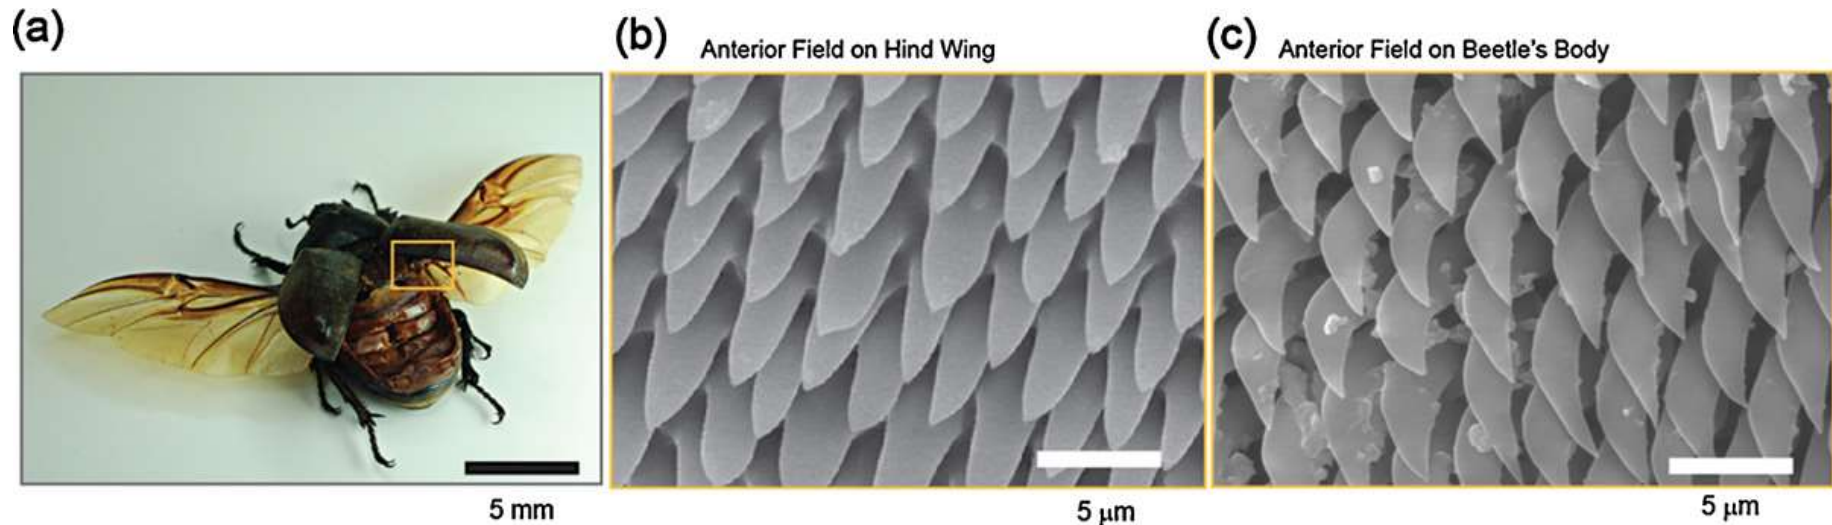 (a)
(b) Anterior Field on Hind Wing
(c) Anterior Field on Beetle's Body
5 mm
5 μm
5 μm